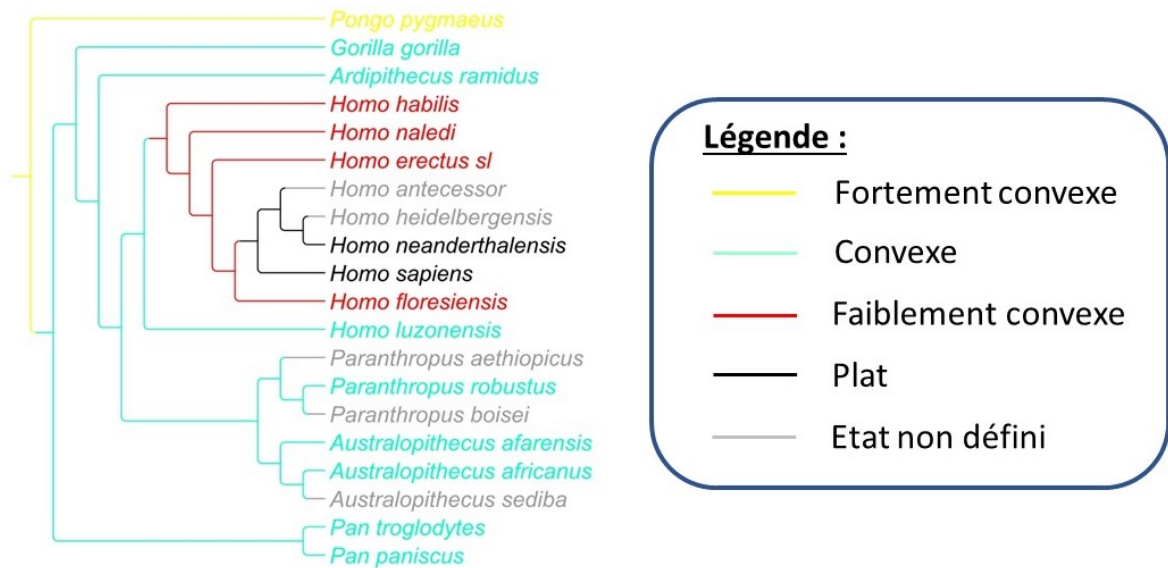 Pongo pygmaeus
Gorilla gorilla
Ardipithecus ramidus
Homo habilis
Homo naledi
Homo erectus sl
Homo antecessor
Homo heidelbergensis
Homo neanderthalensis
Homo sapiens
Homo floresiensis
Homo luzonensis
Paranthropus aethiopicus
Paranthropus robustus
Paranthropus boisei
Australopithecus afarensis
Australopithecus africanus
Australopithecus sediba
Pan troglodytes
Pan paniscus
Légende :
Fortement convexe
Convexe
Faiblement convexe
Plat
Etat non défini